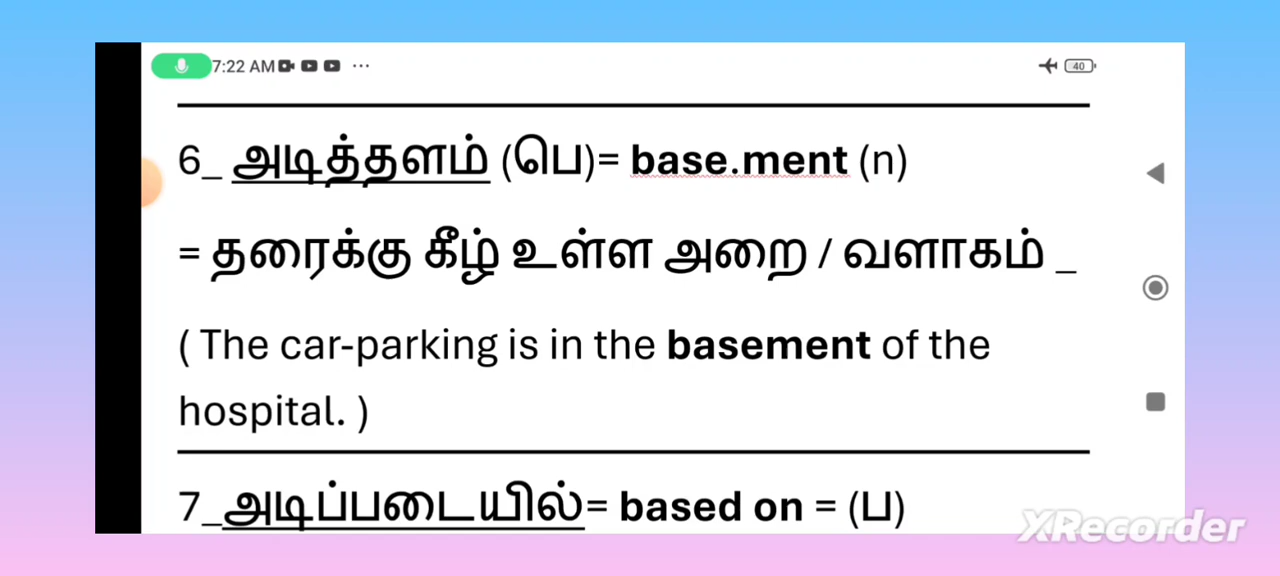 7:22 AM ...
40
6_ அடித்தளம் (பெ)= base.ment (n)
= தரைக்கு கீழ் உள்ள அறை / வளாகம் _
( The car-parking is in the basement of the
hospital. )
7_அடிப்படையில்= based on = (ப)
XRecorder